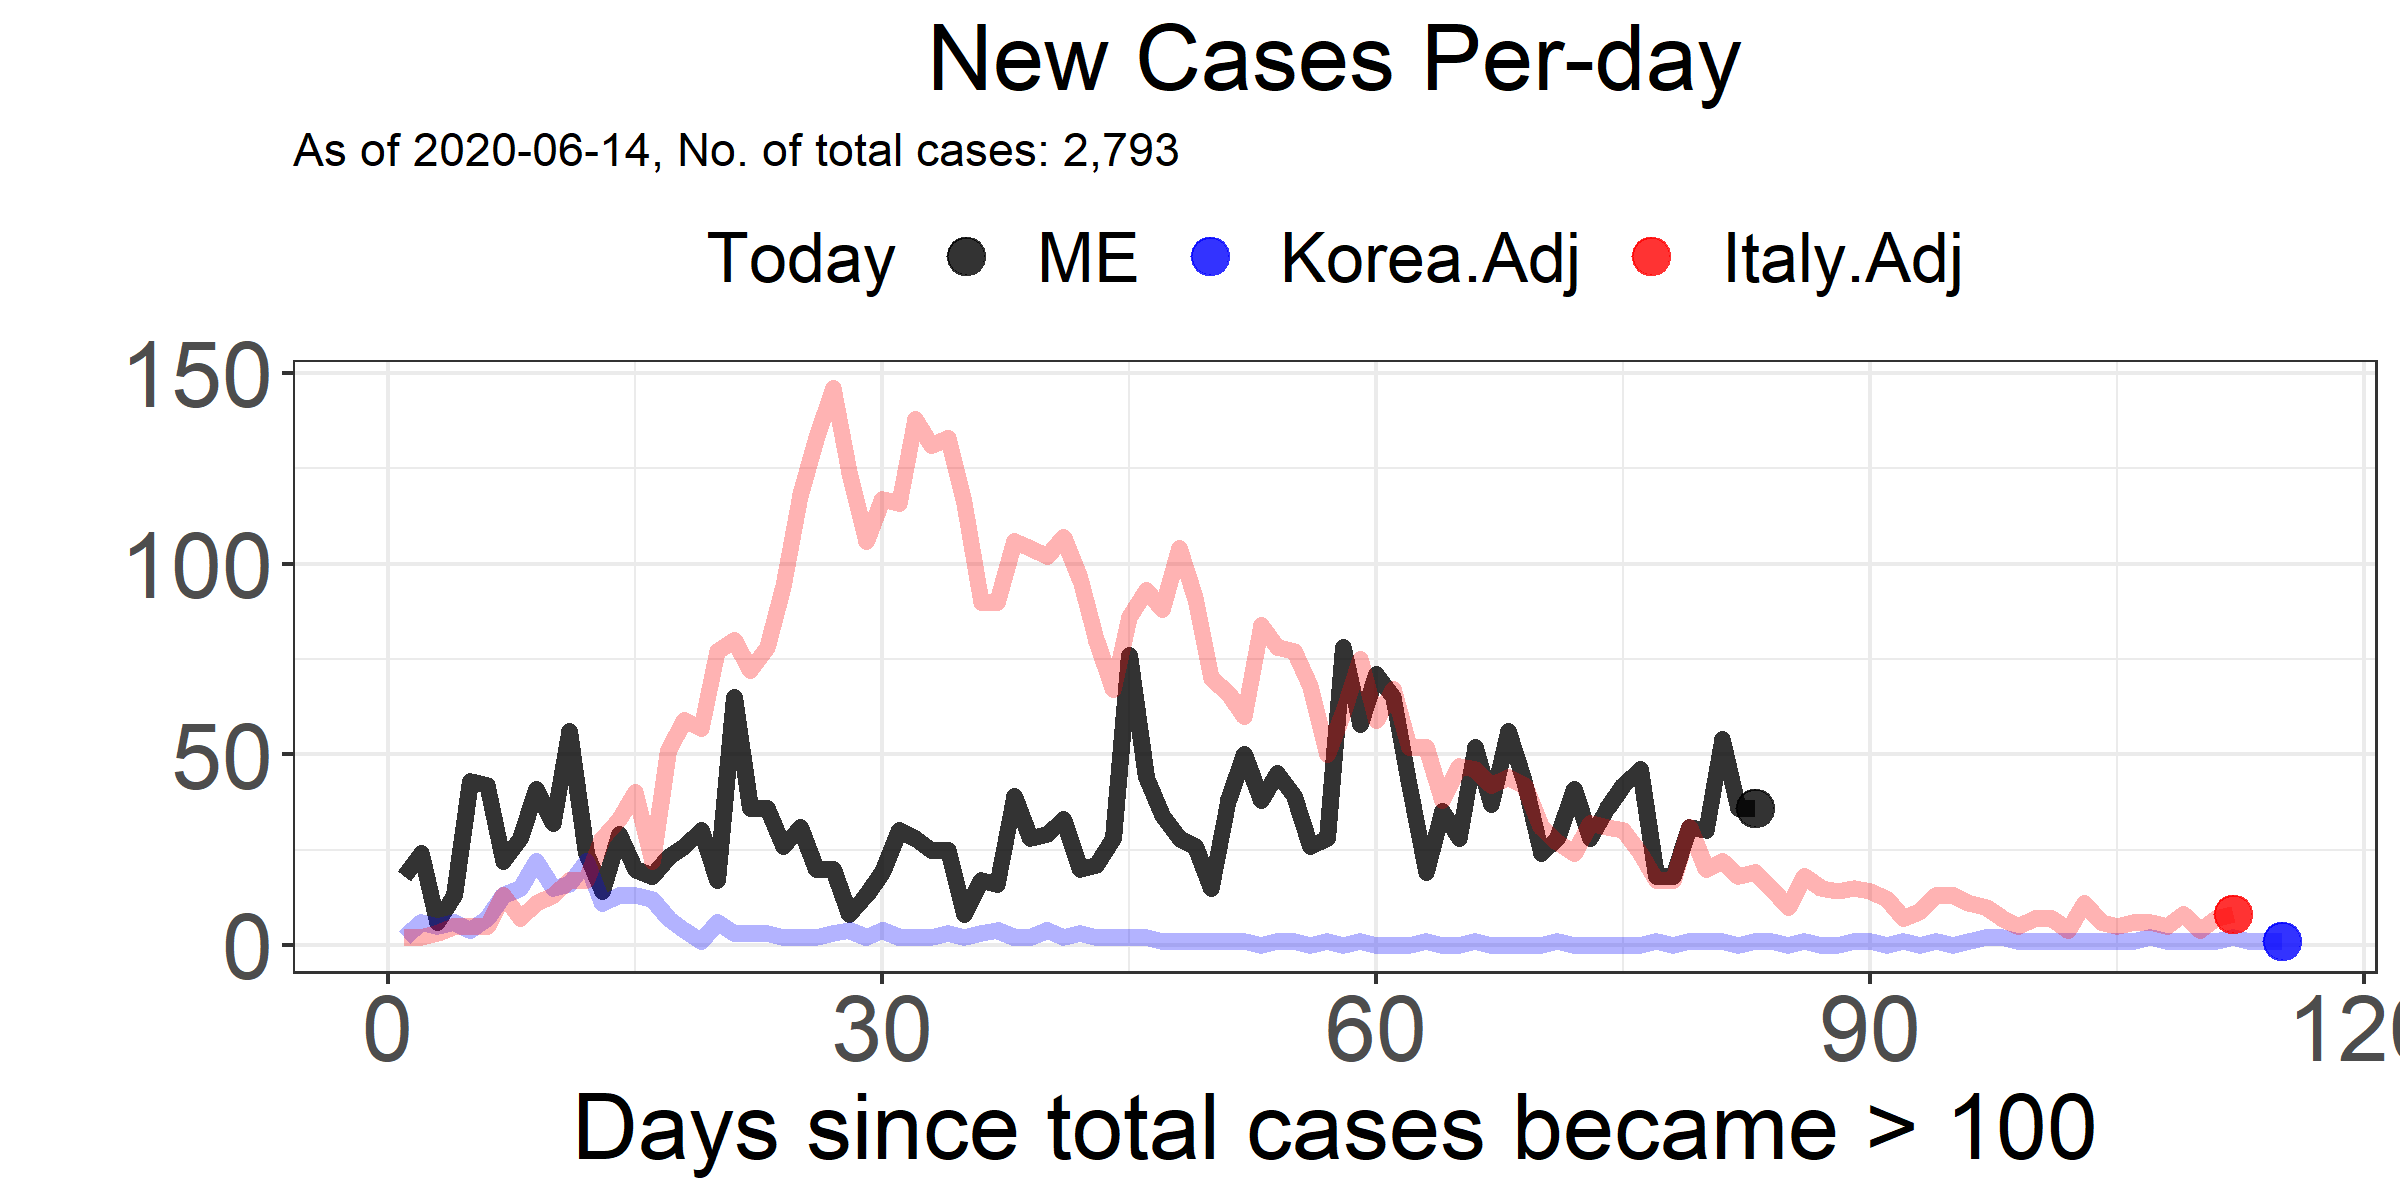 New Cases Per-day
As of 2020-06-14, No. of total cases: 2,793
Today ME Korea.Adj Italy.Adj
150
100
50
0
0 30 60 90 120
Days since total cases became > 100